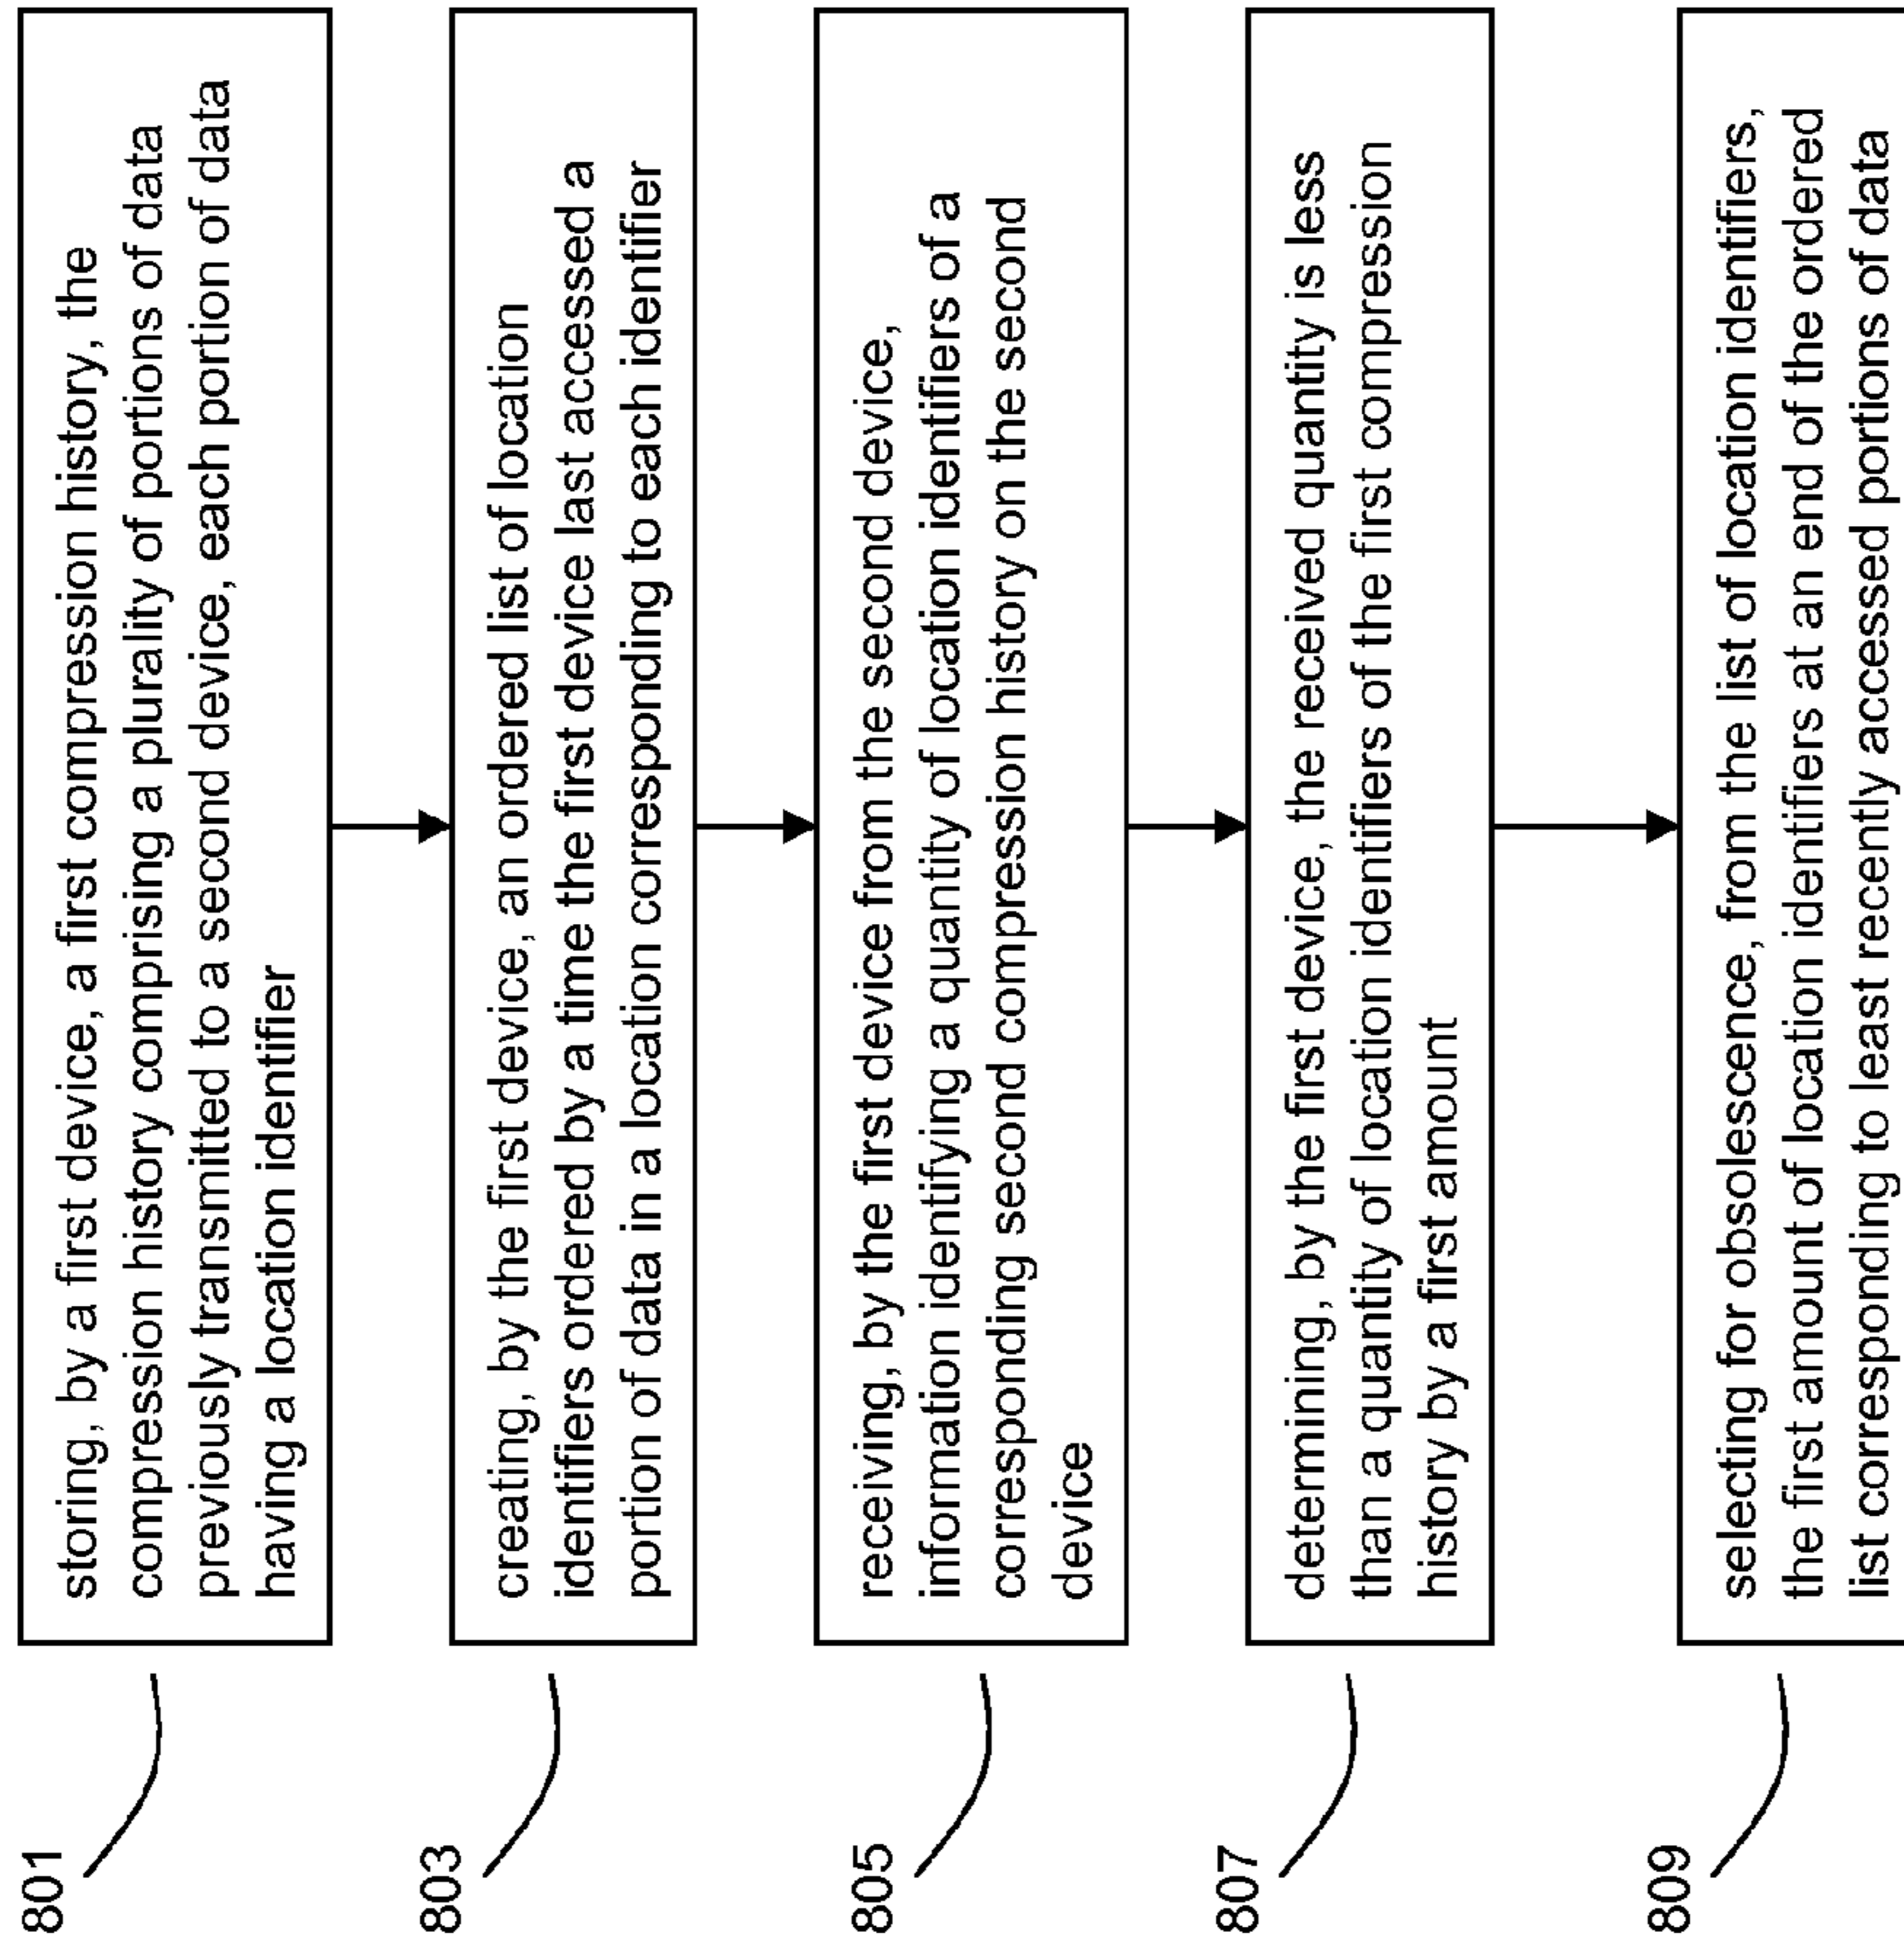 801
storing, by a first device, a first compression history, the
compression history comprising a plurality of portions of data
previously transmitted to a second device, each portion of data
having a location identifier
803
creating, by the first device, an ordered list of location
identifiers ordered by a time the first device last accessed a
portion of data in a location corresponding to each identifier
805
receiving, by the first device from the second device,
information identifying a quantity of location identifiers of a
corresponding second compression history on the second
device
807
determining, by the first device, the received quantity is less
than a quantity of location identifiers of the first compression
history by a first amount
809
selecting for obsolescence, from the list of location identifiers,
the first amount of location identifiers at an end of the ordered
list corresponding to least recently accessed portions of data